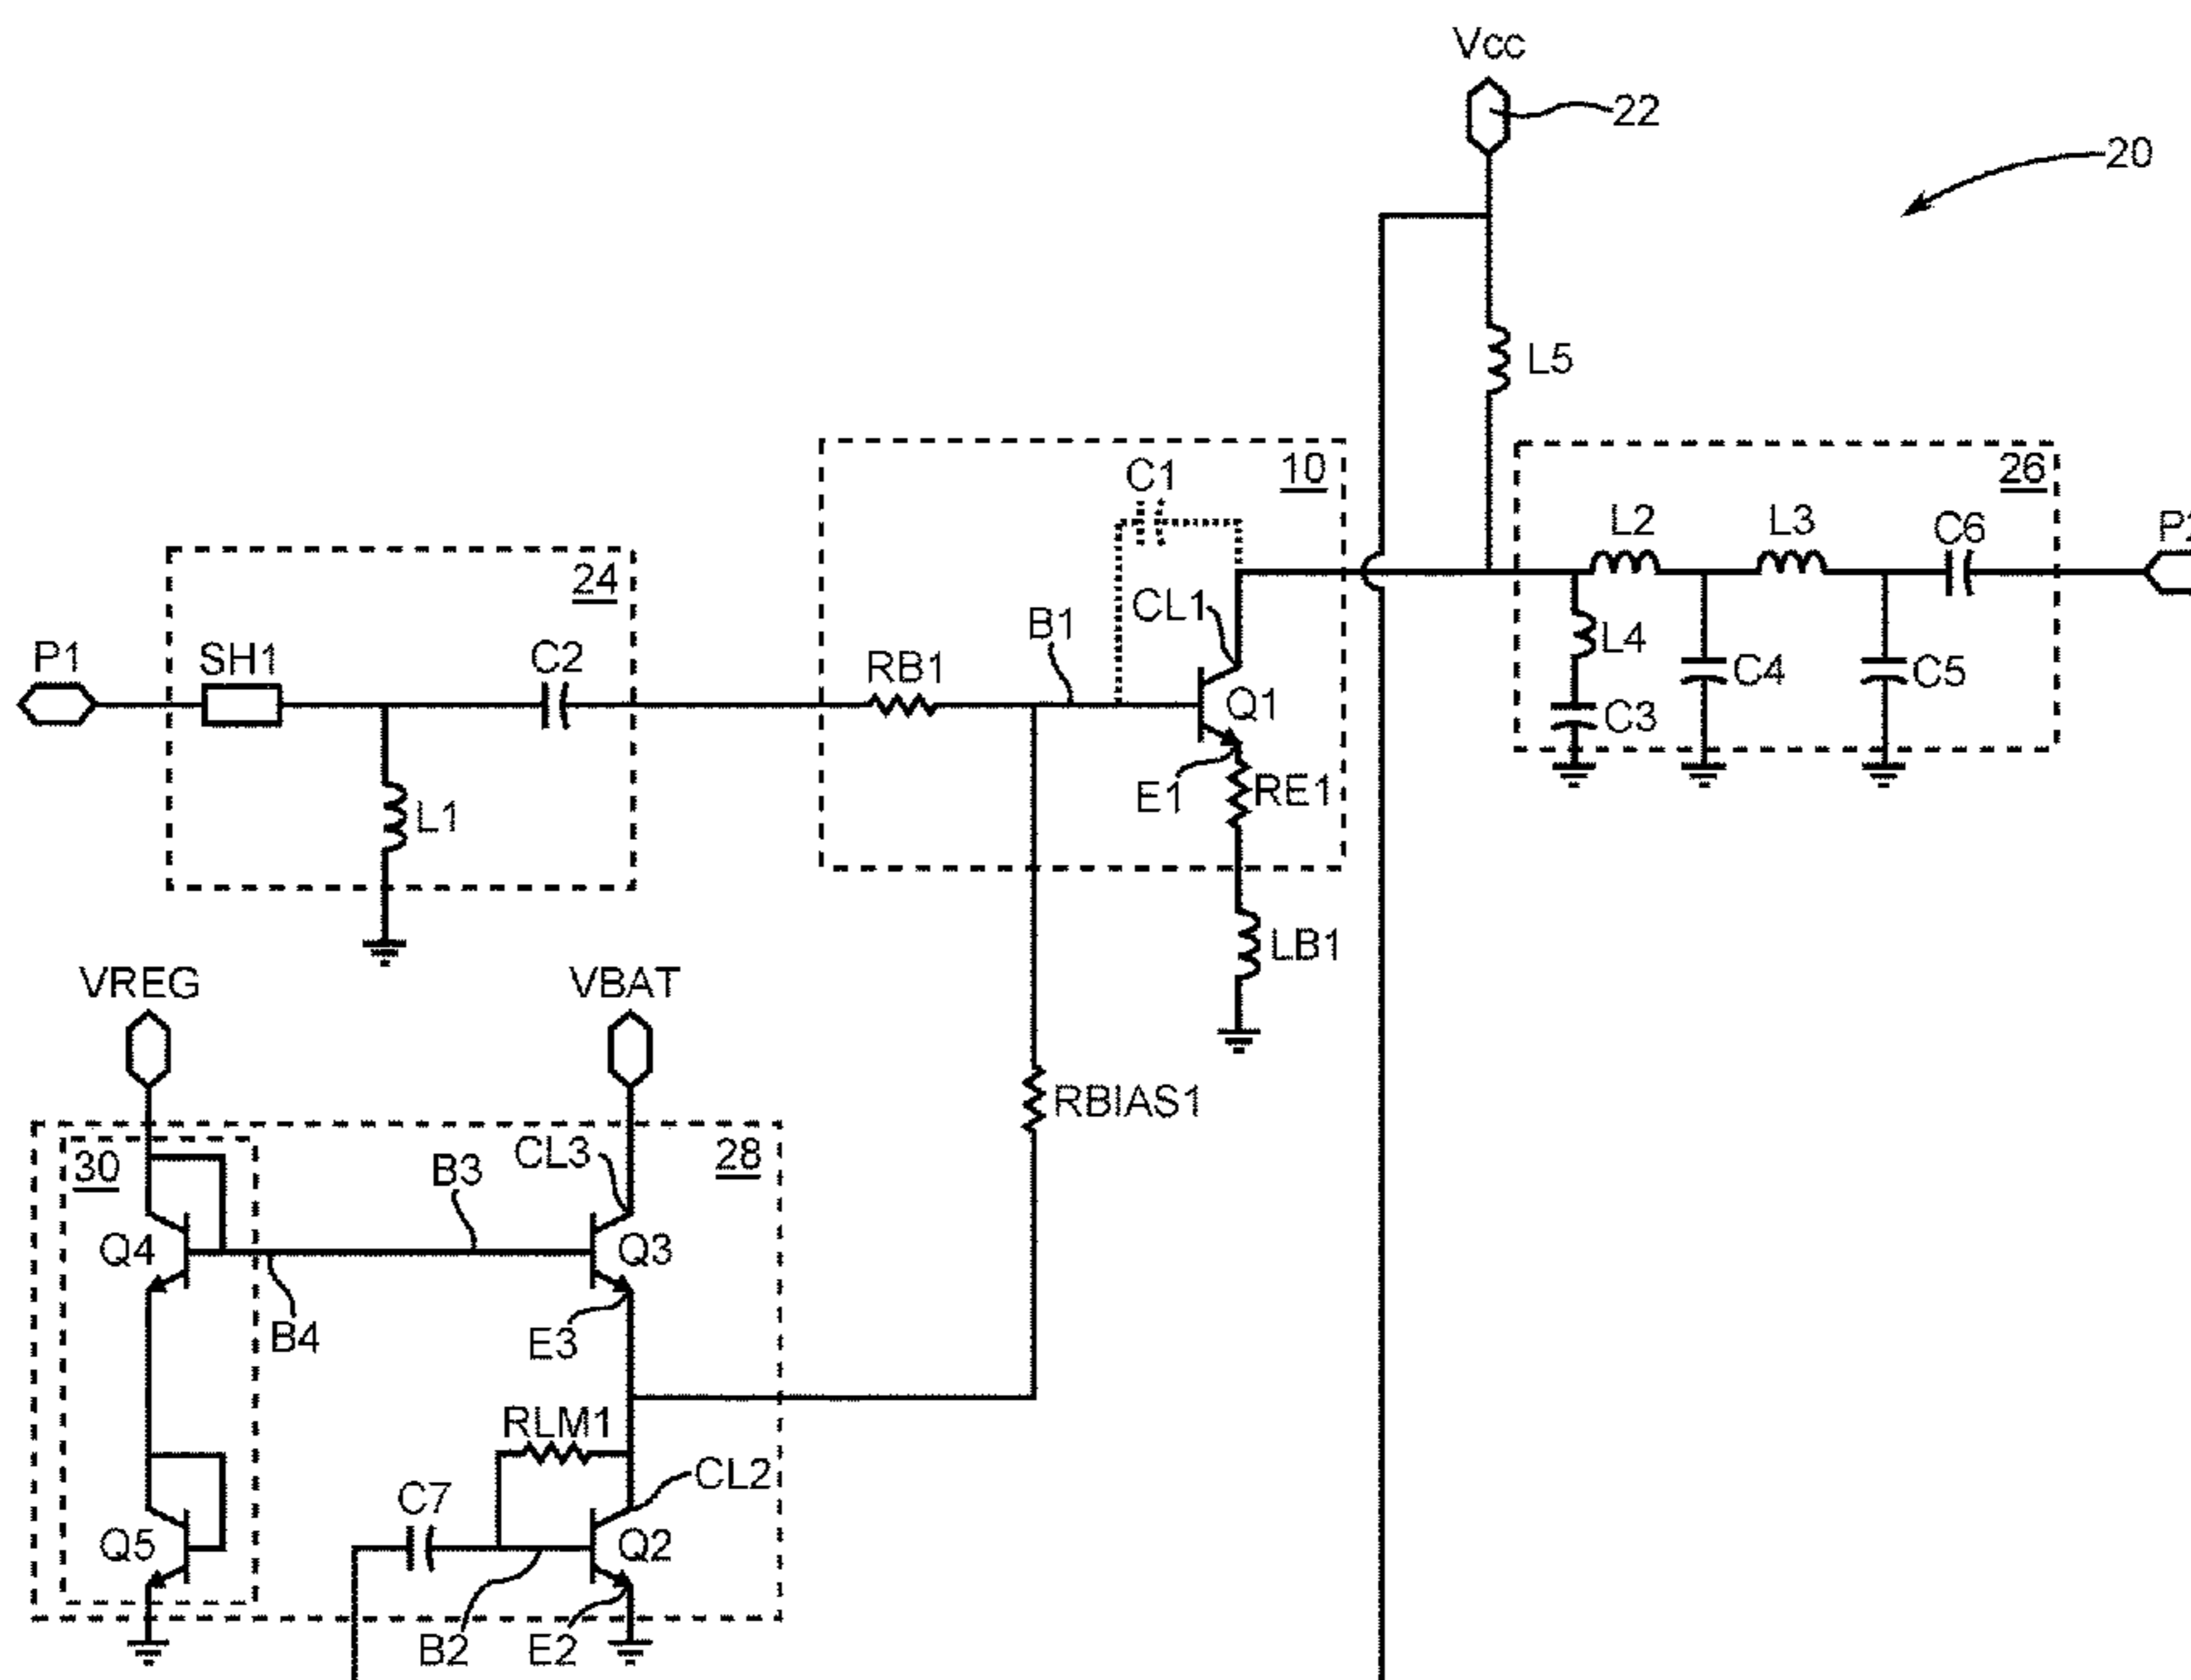 Vcc
22
20
L5
10
C1
26
L2
L3
C6
P2
24
CL1
L4
B1
P1
SH1
C2
RB1
Q1
C4
C5
C3
E1
RE1
L1
LB1
VREG
VBAT
RBIAS1
30
CL3
28
B3
Q4
Q3
B4
E3
RLM1
CL2
C7
Q5
Q2
B2
E2